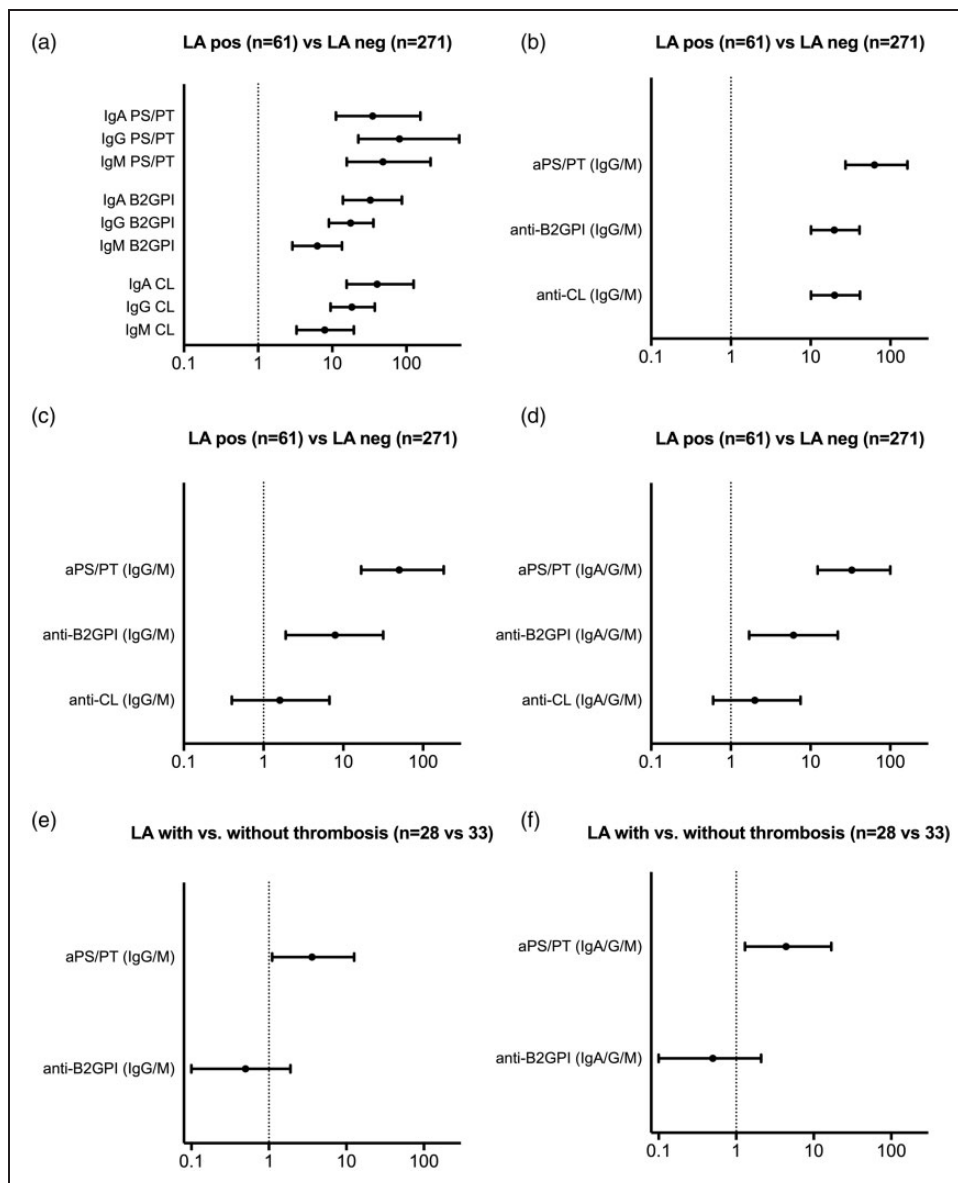 (a)
LA pos (n=61) vs LA neg (n=271)
IgA PS/PT
IgG PS/PT
IgM PS/PT
IgA B2GPI
IgG B2GPI
IgM B2GPI
IgA CL
IgG CL
IgM CL
0.1 1 10 100
(b)
LA pos (n=61) vs LA neg (n=271)
aPS/PT (IgG/M)
anti-B2GPI (IgG/M)
anti-CL (IgG/M)
0.1 1 10 100
(c)
LA pos (n=61) vs LA neg (n=271)
aPS/PT (IgG/M)
anti-B2GPI (IgG/M)
anti-CL (IgG/M)
0.1 1 10 100
(d)
LA pos (n=61) vs LA neg (n=271)
aPS/PT (IgA/G/M)
anti-B2GPI (IgA/G/M)
anti-CL (IgA/G/M)
0.1 1 10 100
(e)
LA with vs. without thrombosis (n=28 vs 33)
aPS/PT (IgG/M)
anti-B2GPI (IgG/M)
0.1 1 10 100
(f)
LA with vs. without thrombosis (n=28 vs 33)
aPS/PT (IgA/G/M)
anti-B2GPI (IgA/G/M)
0.1 1 10 100